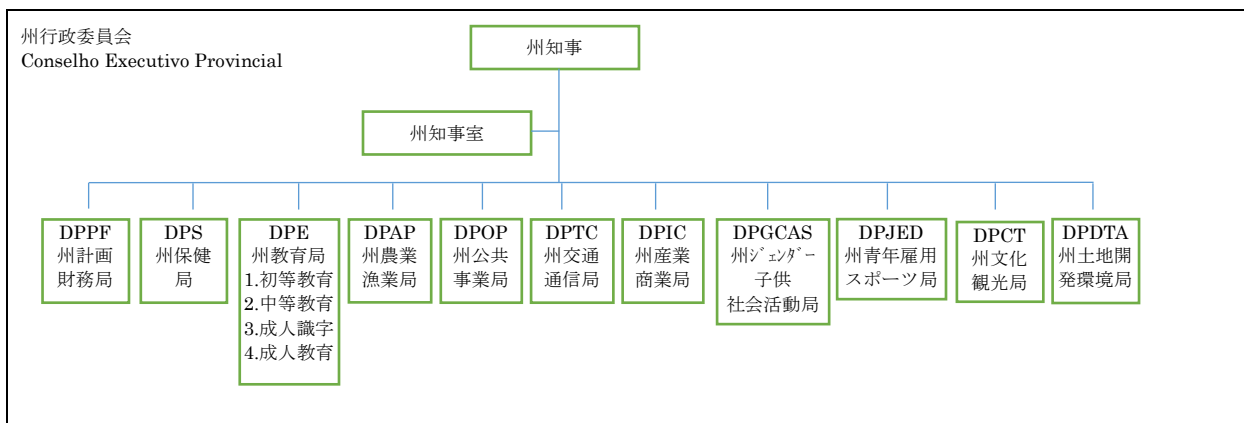 州行政委員会
Conselho Executivo Provincial
州知事
州知事室
DPPF
州計画
財務局
DPS
州保健
局
DPE
州教育局
1.初等教育
2.中等教育
3.成人識字
4.成人教育
DPAP
州農業
漁業局
DPOP
州公共
事業局
DPTC
州交通
通信局
DPIC
州産業
商業局
DPGCAS
州ｼﾞｪﾝﾀﾞｰ
子供
社会活動局
DPJED
州青年雇用
スポーツ局
DPCT
州文化
観光局
DPDTA
州土地開
発環境局